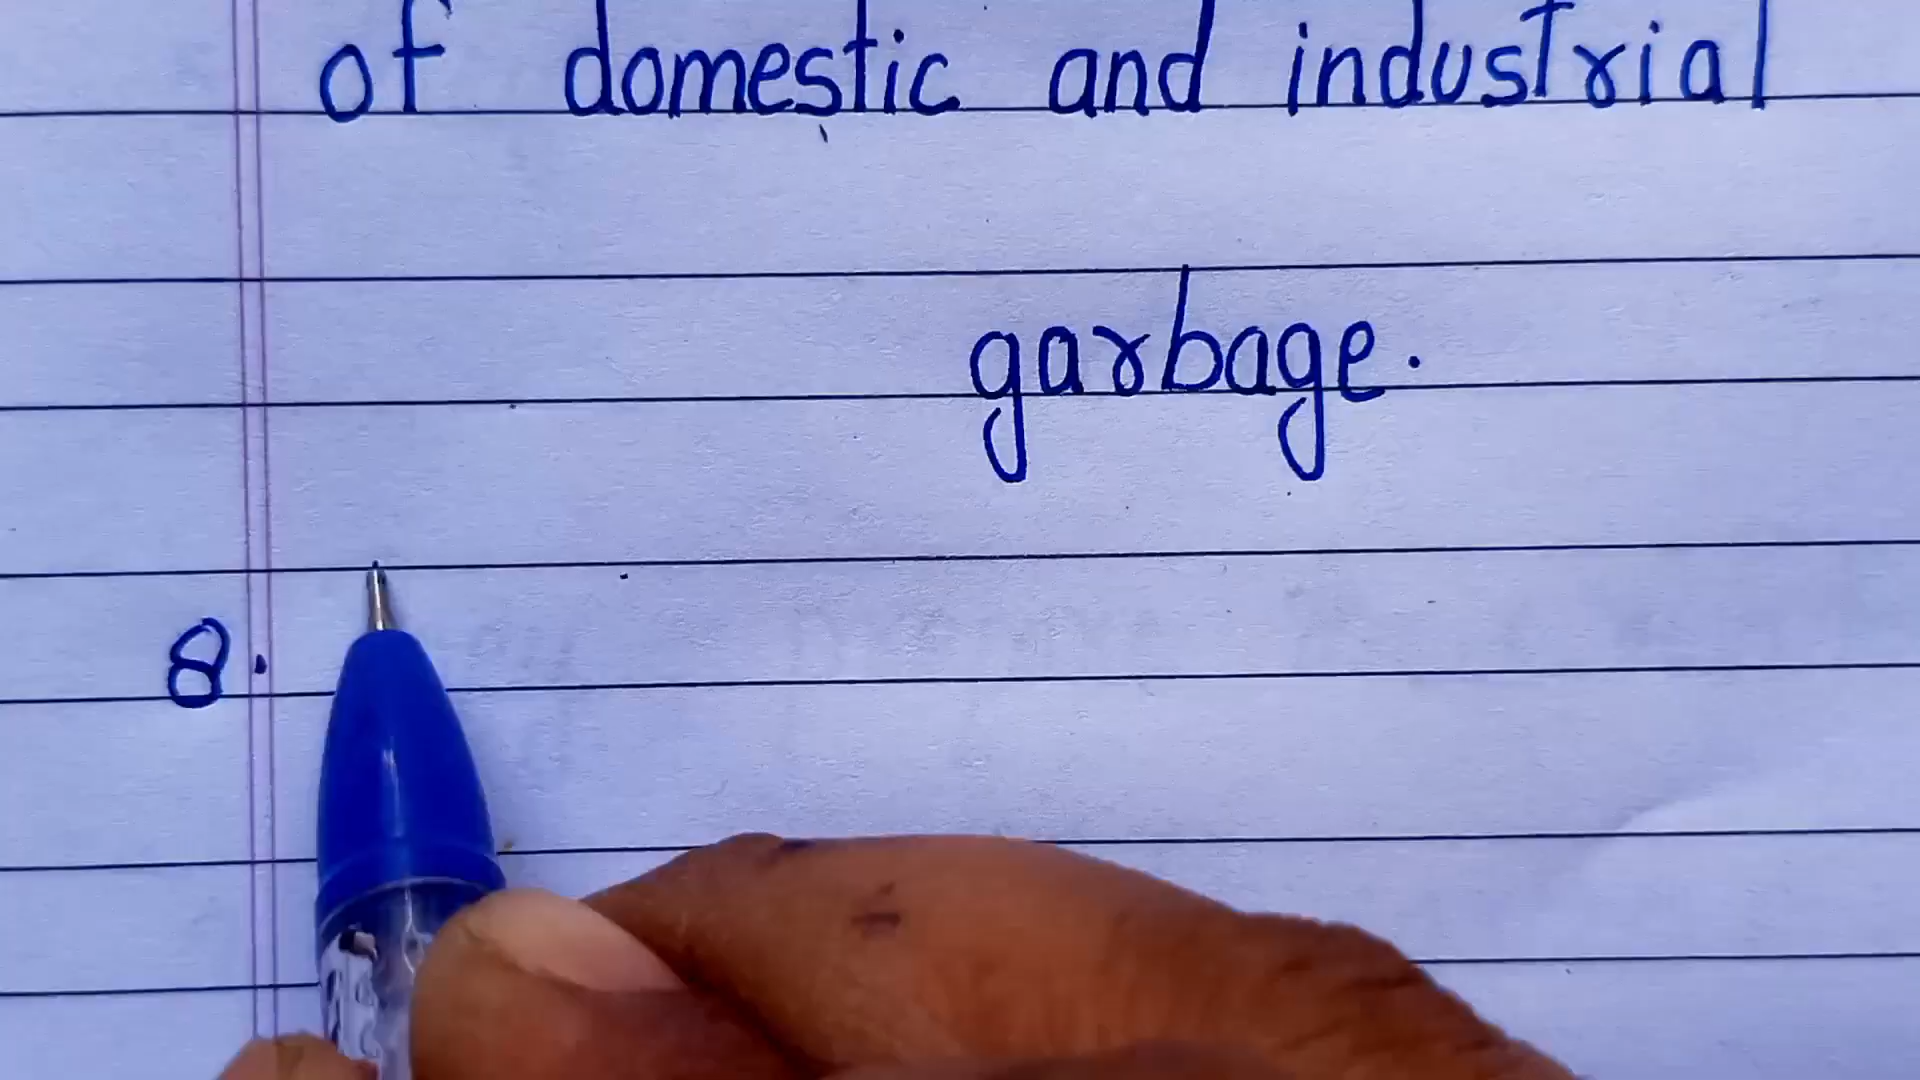 of domestic and industrial
garbage.
8.